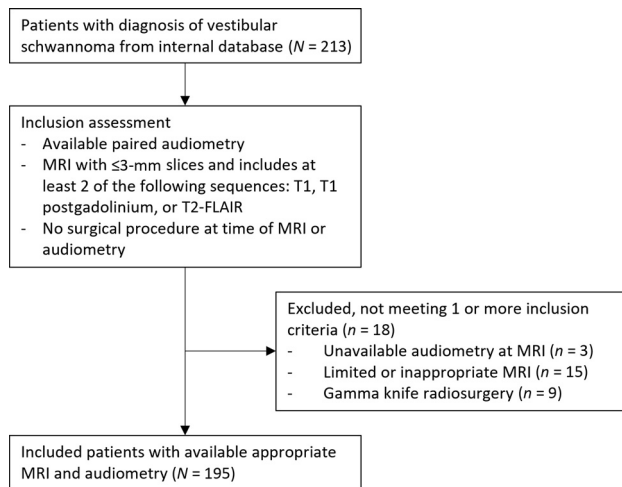 Patients with diagnosis of vestibular
schwannoma from internal database (N = 213)
Inclusion assessment
- Available paired audiometry
- MRI with ≤3-mm slices and includes at
least 2 of the following sequences: T1, T1
postgadolinium, or T2-FLAIR
- No surgical procedure at time of MRI or
audiometry
Excluded, not meeting 1 or more inclusion
criteria (n = 18)
- Unavailable audiometry at MRI (n = 3)
- Limited or inappropriate MRI (n = 15)
- Gamma knife radiosurgery (n = 9)
Included patients with available appropriate
MRI and audiometry (N = 195)